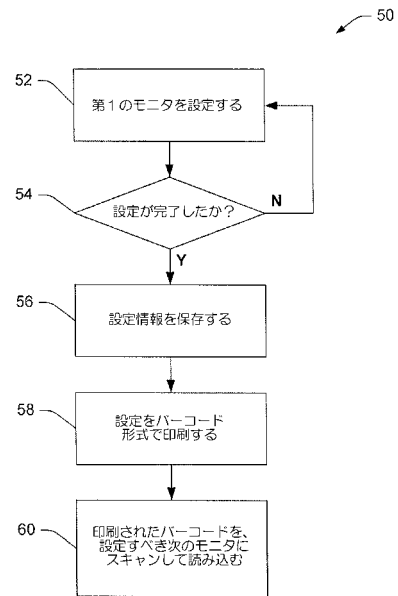 50
52
第1のモニタを設定する
54
設定が完了したか？
N
Y
56
設定情報を保存する
58
設定をバーコード
形式で印刷する
60
印刷されたバーコードを、
設定すべき次のモニタに
スキャンして読み込む